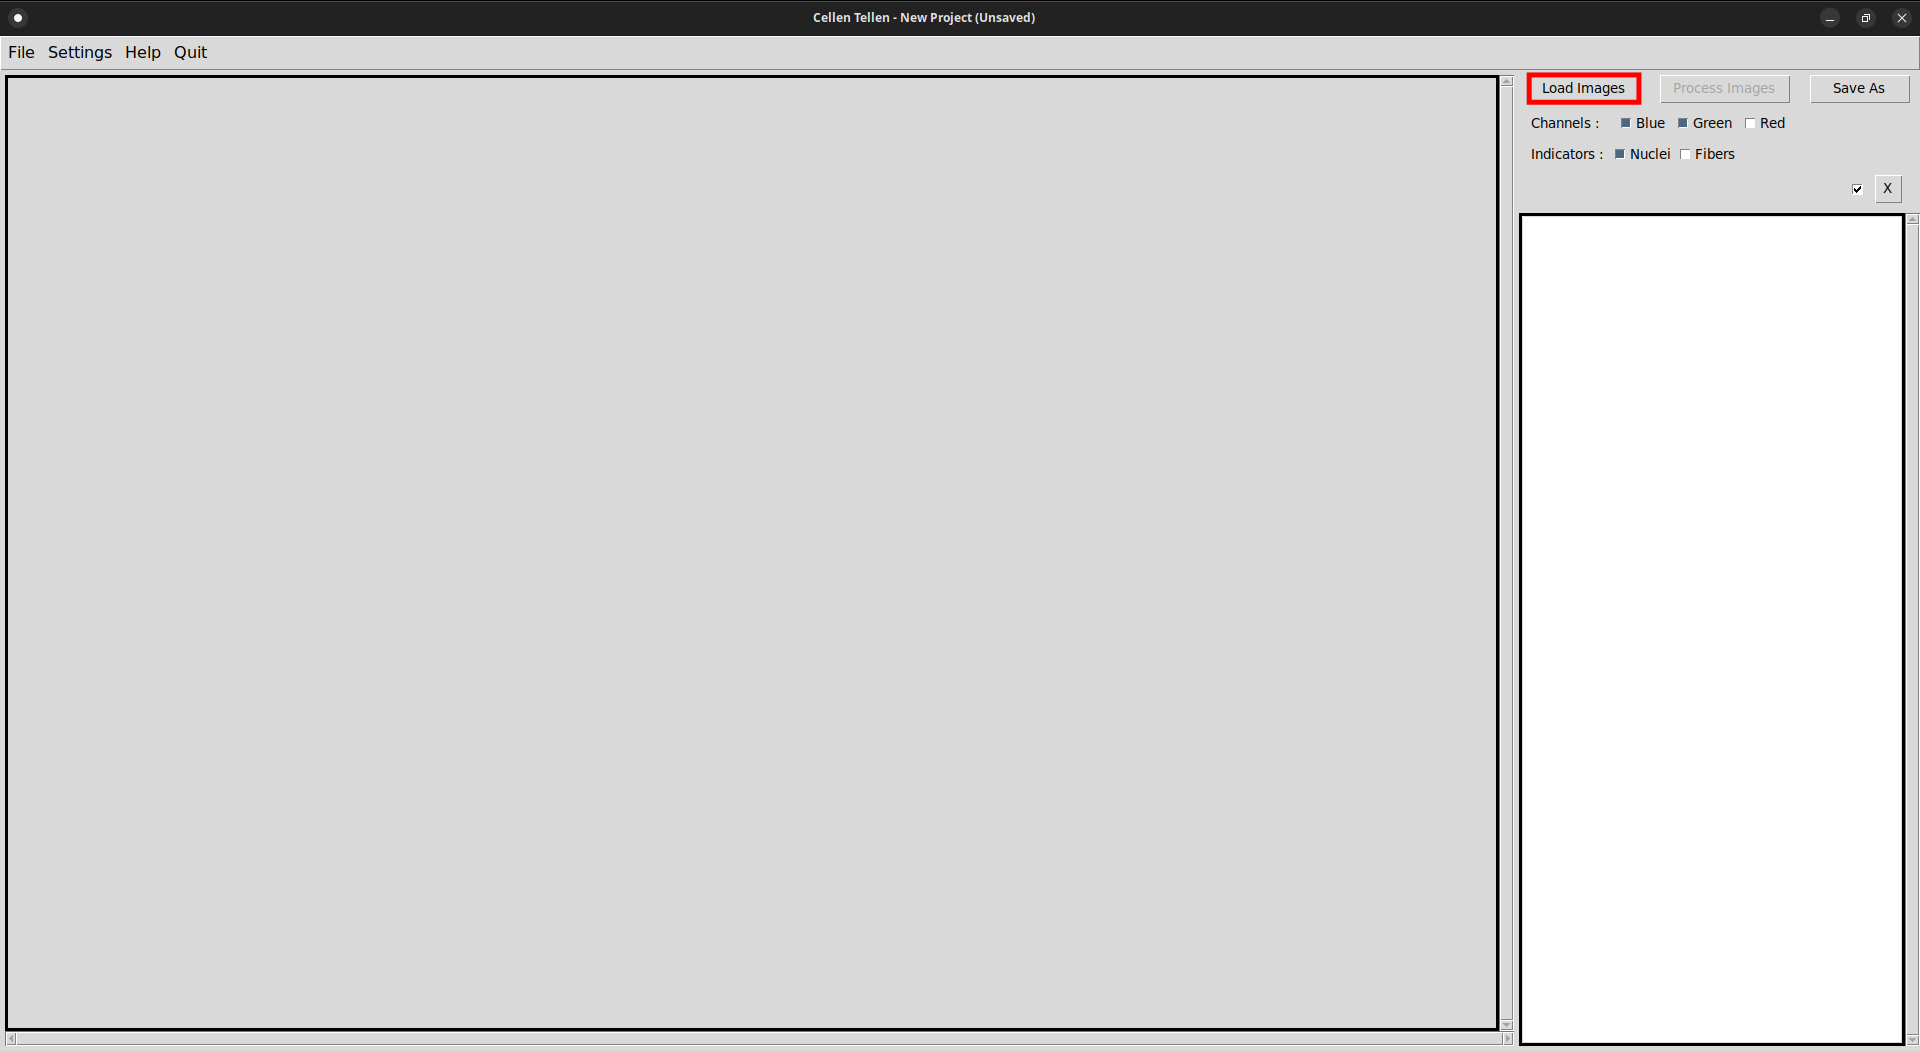 Cellen Tellen - New Project (Unsaved)
File Settings Help Quit
Load Images Process Images Save As
Channels : Blue Green Red
Indicators : Nuclei Fibers
X